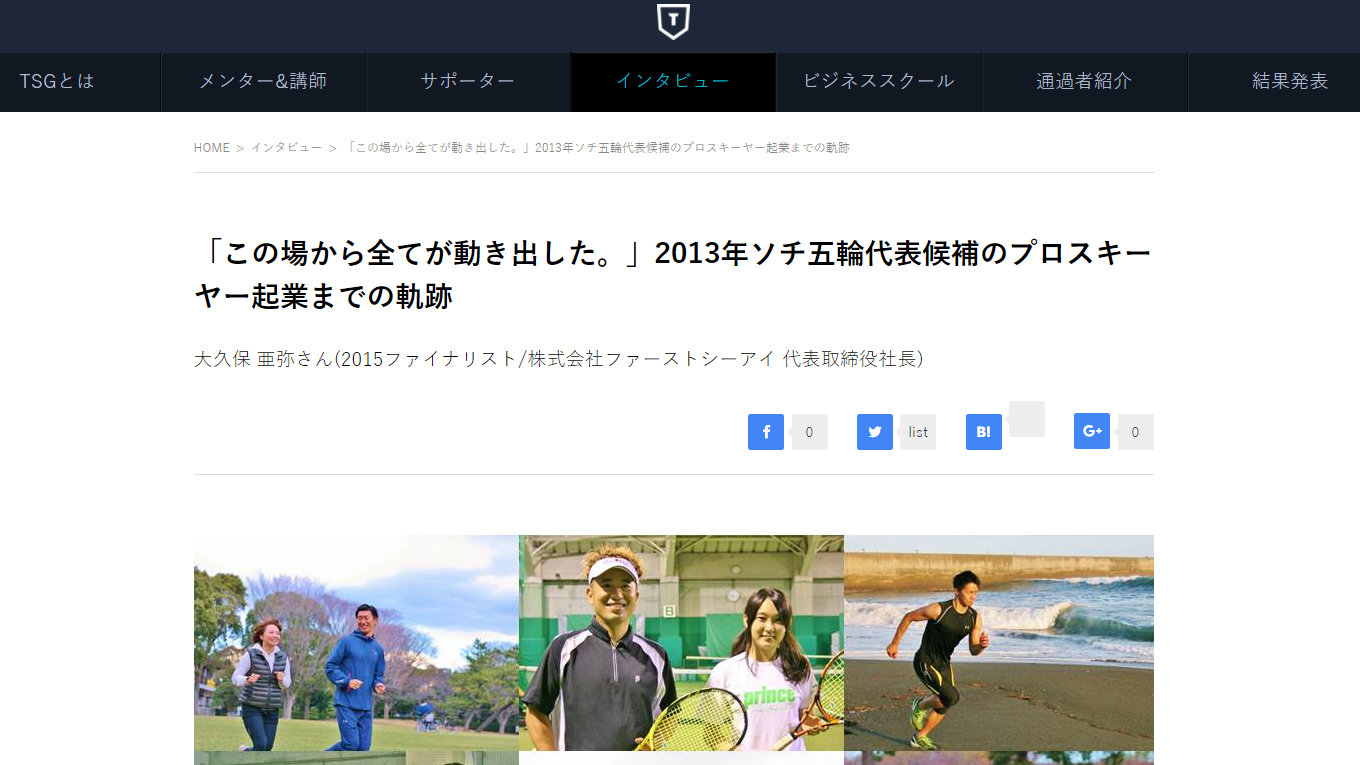 T
TSGとは
メンター&講師
サポーター
インタビュー
ビジネススクール
通過者紹介
結果発表
HOME > インタビュー > 「この場から全てが動き出した。」2013年ソチ五輪代表候補のプロスキーヤー起業までの軌跡
「この場から全てが動き出した。」2013年ソチ五輪代表候補のプロスキー
ヤー起業までの軌跡
大久保 亜弥さん(2015ファイナリスト/株式会社ファーストシーアイ 代表取締役社長)
f 0
list
B!
G+ 0
B
prince